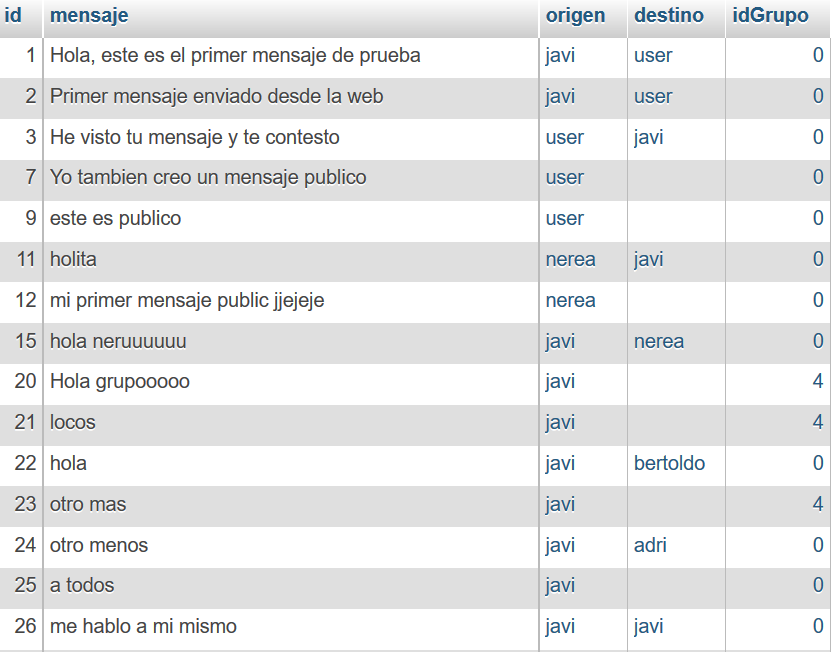 id mensaje origen destino idGrupo
1 Hola, este es el primer mensaje de prueba javi user 0
2 Primer mensaje enviado desde la web javi user 0
3 He visto tu mensaje y te contesto user javi 0
7 Yo tambien creo un mensaje publico user 0
9 este es publico user 0
11 holita nerea javi 0
12 mi primer mensaje public jjejeje nerea 0
15 hola neruuuuuu javi nerea 0
20 Hola grupooooo javi 4
21 locos javi 4
22 hola javi bertoldo 0
23 otro mas javi 4
24 otro menos javi adri 0
25 a todos javi 0
26 me hablo a mi mismo javi javi 0